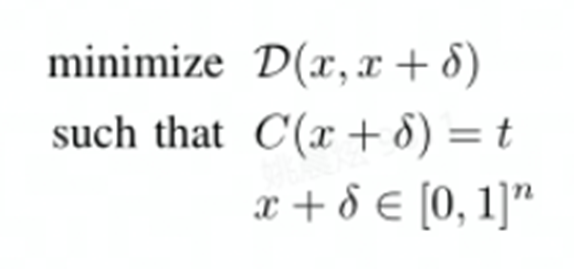 minimize D(x, x + δ)
such that C(x + δ) = t
x + δ ∈ [0, 1]ⁿ